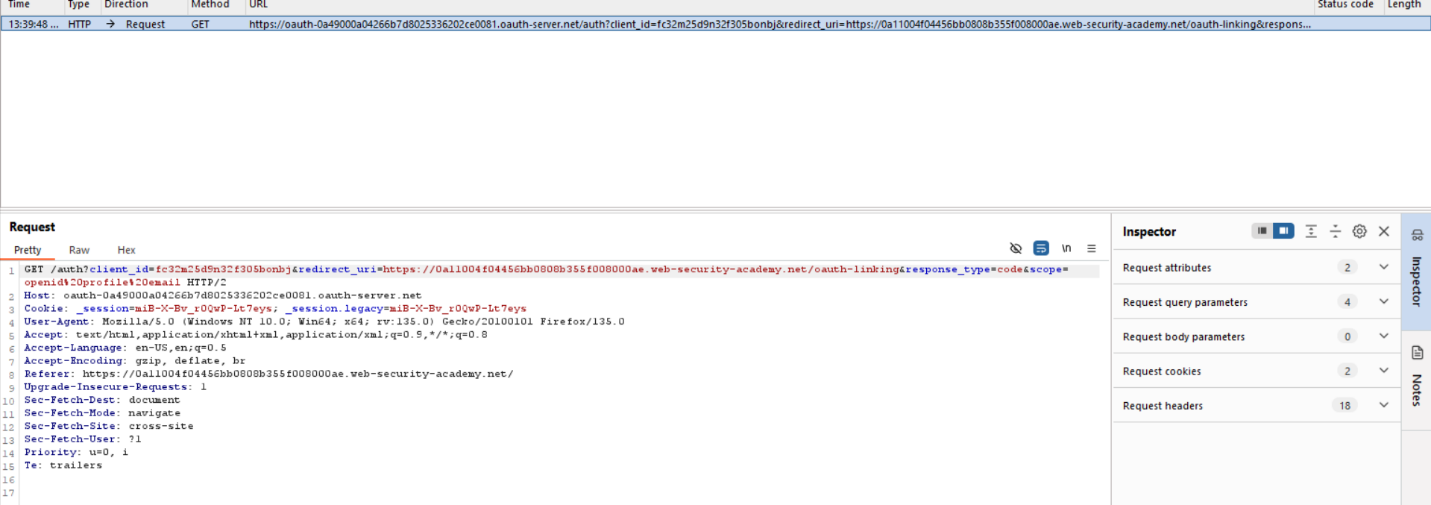 Time Type Direction Method URL Status code Length
13:39:48 ... HTTP → Request GET https://oauth-0a49000a04266b7d8025336202ce0081.oauth-server.net/auth?client_id=fc32m25d9n32f305bonbj&redirect_uri=https://0a11004f04456bb0808b355f008000ae.web-security-academy.net/oauth-linking&respons...
Request
Pretty Raw Hex \n
1 GET /auth?client_id=fc32m25d9n32f305bonbj&redirect_uri=https://0a11004f04456bb0808b355f008000ae.web-security-academy.net/oauth-linking&response_type=code&scope=
openid%20profile%20email HTTP/2
2 Host: oauth-0a49000a04266b7d8025336202ce0081.oauth-server.net
3 Cookie: _session=miB-X-Bv_rOQwP-Lt7eys; _session.legacy=miB-X-Bv_rOQwP-Lt7eys
4 User-Agent: Mozilla/5.0 (Windows NT 10.0; Win64; x64; rv:135.0) Gecko/20100101 Firefox/135.0
5 Accept: text/html,application/xhtml+xml,application/xml;q=0.9,*/*;q=0.8
6 Accept-Language: en-US,en;q=0.5
7 Accept-Encoding: gzip, deflate, br
8 Referer: https://0a11004f04456bb0808b355f008000ae.web-security-academy.net/
9 Upgrade-Insecure-Requests: 1
10 Sec-Fetch-Dest: document
11 Sec-Fetch-Mode: navigate
12 Sec-Fetch-Site: cross-site
13 Sec-Fetch-User: ?1
14 Priority: u=0, i
15 Te: trailers
16
17
Inspector
Request attributes 2
Request query parameters 4
Request body parameters 0
Request cookies 2
Request headers 18
Inspector
Notes